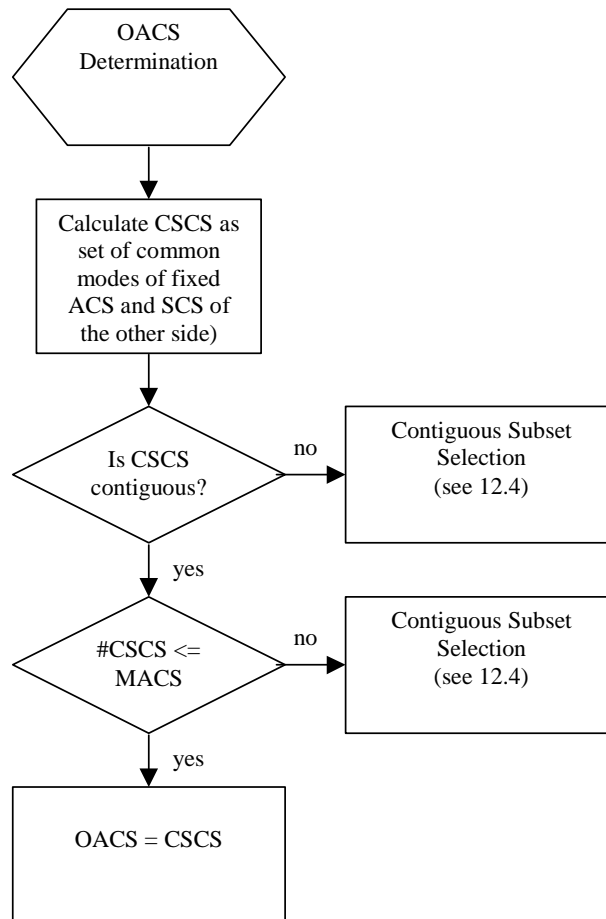 OACS
Determination
Calculate CSCS as
set of common
modes of fixed
ACS and SCS of
the other side)
Is CSCS
contiguous?
no
Contiguous Subset
Selection
(see 12.4)
yes
#CSCS <=
MACS
no
Contiguous Subset
Selection
(see 12.4)
yes
OACS = CSCS